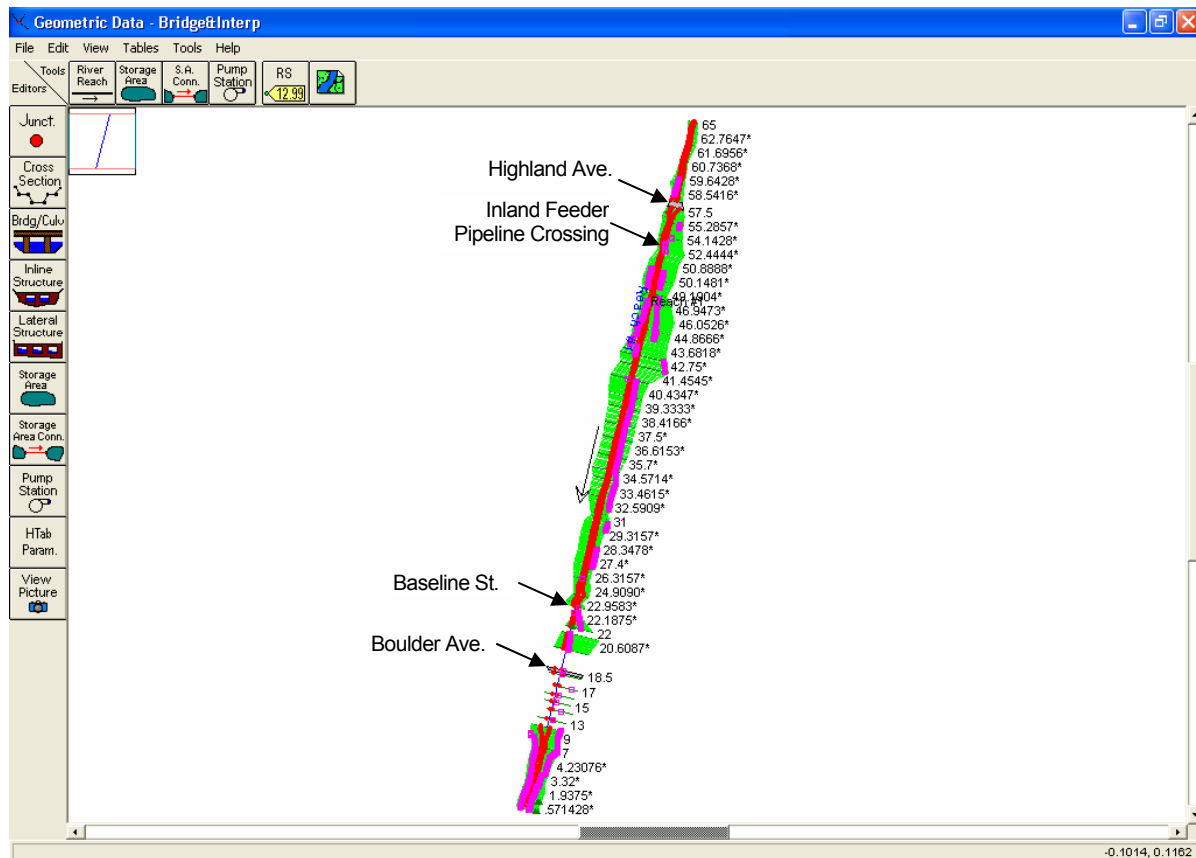 Geometric Data - Bridge&Interp
File Edit View Tables Tools Help
Tools
Editors
River Reach
Storage Area
S.A. Conn.
Pump Station
RS
12.99
Junct.
Cross Section
Brdg/Culv
Inline Structure
Lateral Structure
Storage Area
Storage Area Conn.
Pump Station
HTab Param.
View Picture
Highland Ave.
Inland Feeder
Pipeline Crossing
Baseline St.
Boulder Ave.
65
62.7647*
61.6956*
60.7368*
59.6428*
58.5416*
57.5
55.2857*
54.1428*
52.4444*
50.8888*
50.1481*
49.1904*
Reach #1
46.9473*
46.0526*
44.8666*
43.6818*
42.75*
41.4545*
40.4347*
39.3333*
38.4166*
37.5*
36.6153*
35.7*
34.5714*
33.4615*
32.5909*
31
29.3157*
28.3478*
27.4*
26.3157*
24.9090*
22.9583*
22.1875*
22
20.6087*
18.5
17
15
13
9
7
4.23076*
3.32*
1.9375*
.571428*
-0.1014, 0.1162